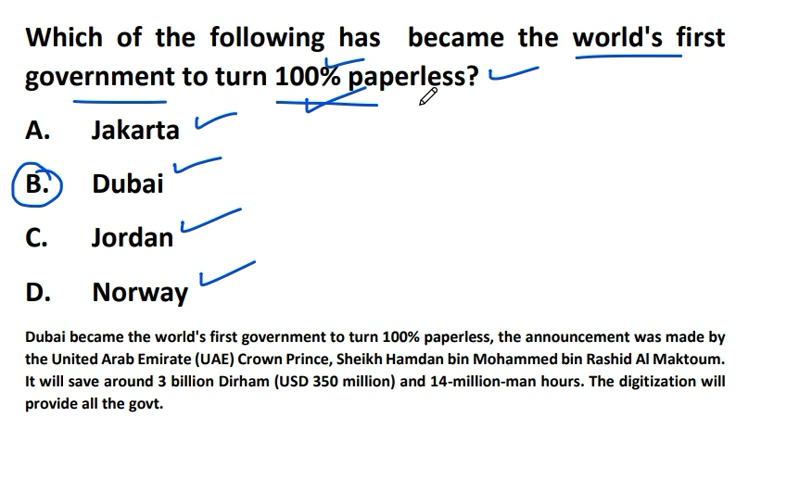 Which of the following has became the world's first
government to turn 100% paperless?
A. Jakarta
B. Dubai
C. Jordan
D. Norway
Dubai became the world's first government to turn 100% paperless, the announcement was made by
the United Arab Emirate (UAE) Crown Prince, Sheikh Hamdan bin Mohammed bin Rashid Al Maktoum.
It will save around 3 billion Dirham (USD 350 million) and 14-million-man hours. The digitization will
provide all the govt.